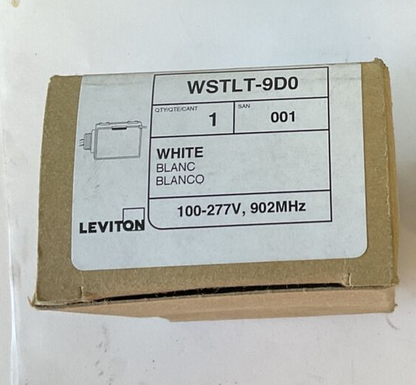 WSTLT-9D0
QTY/QTE/CANT
1
SAN
001
WHITE
BLANC
BLANCO
100-277V, 902MHz
LEVITON